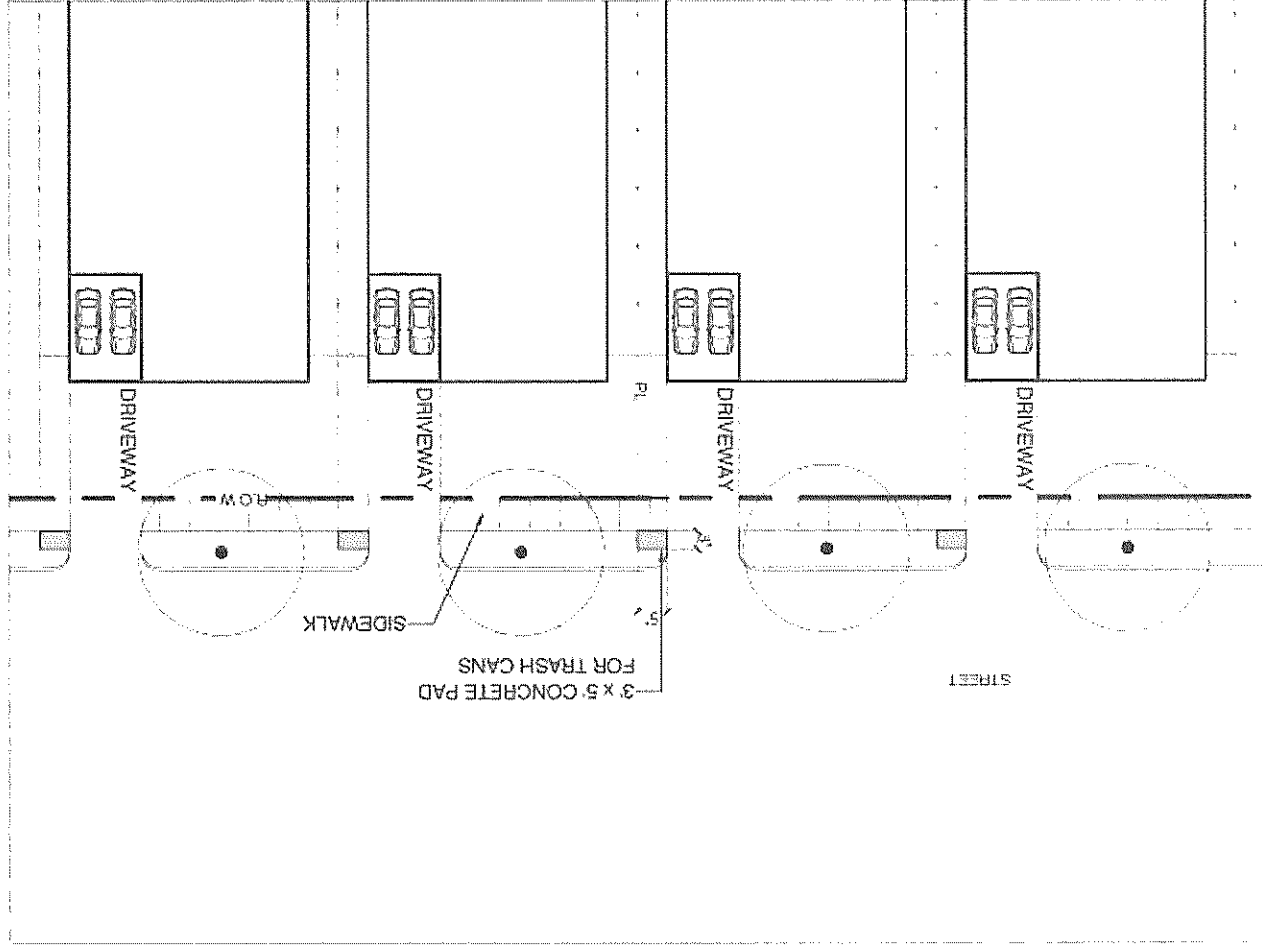 STREET
3' x 5' CONCRETE PAD
FOR TRASH CANS
5'
SIDEWALK
3'
R.O.W
DRIVEWAY
DRIVEWAY
DRIVEWAY
DRIVEWAY
PL